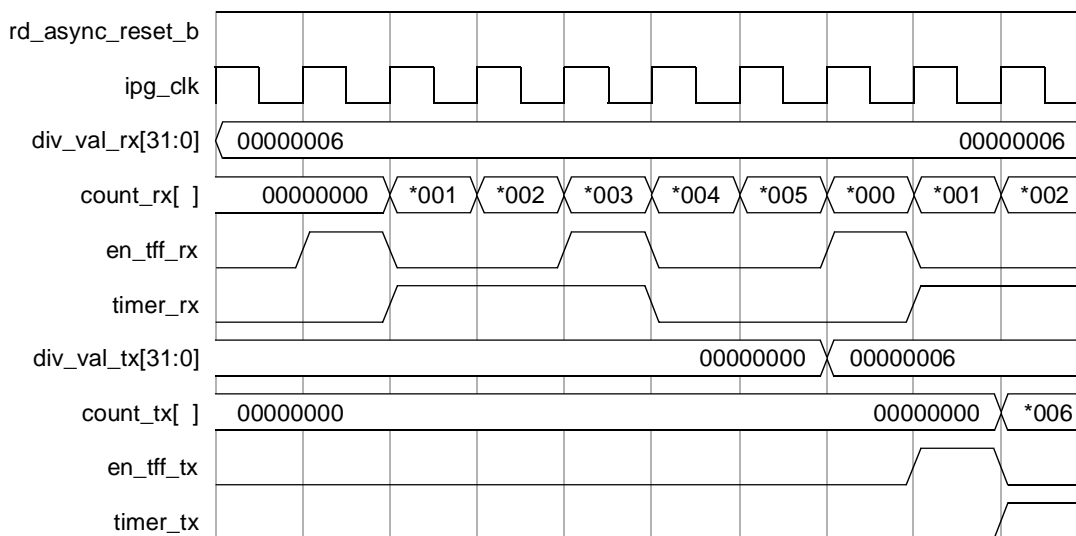 rd_async_reset_b
ipg_clk
div_val_rx[31:0] 00000006 00000006
count_rx[ ] 00000000 *001 *002 *003 *004 *005 *000 *001 *002
en_tff_rx
timer_rx
div_val_tx[31:0] 00000000 00000006
count_tx[ ] 00000000 00000000 *006
en_tff_tx
timer_tx